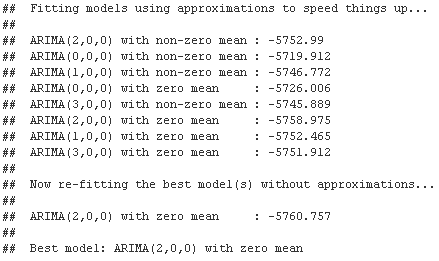 ##  Fitting models using approximations to speed things up...
##
##  ARIMA(2,0,0) with non-zero mean : -5752.99
##  ARIMA(0,0,0) with non-zero mean : -5719.912
##  ARIMA(1,0,0) with non-zero mean : -5746.772
##  ARIMA(0,0,0) with zero mean     : -5726.006
##  ARIMA(3,0,0) with non-zero mean : -5745.889
##  ARIMA(2,0,0) with zero mean     : -5758.975
##  ARIMA(1,0,0) with zero mean     : -5752.465
##  ARIMA(3,0,0) with zero mean     : -5751.912
##
##  Now re-fitting the best model(s) without approximations...
##
##  ARIMA(2,0,0) with zero mean     : -5760.757
##
##  Best model: ARIMA(2,0,0) with zero mean